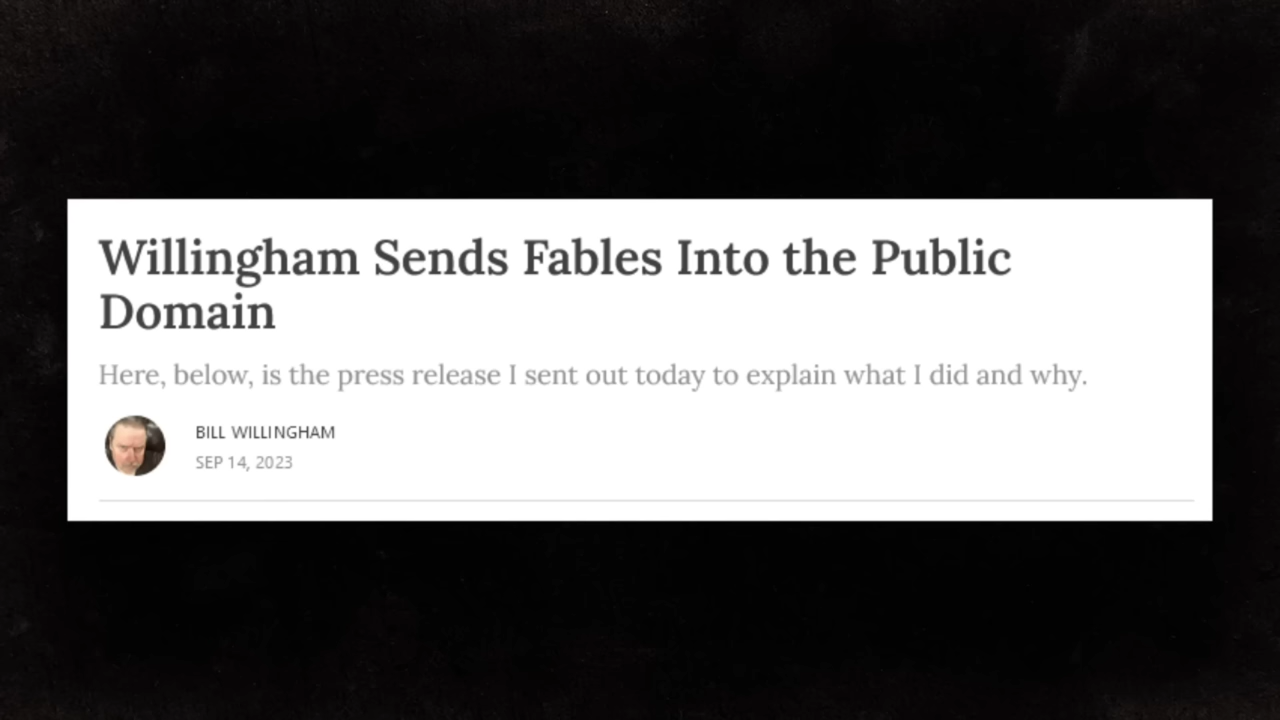 Willingham Sends Fables Into the Public
Domain
Here, below, is the press release I sent out today to explain what I did and why.
BILL WILLINGHAM
SEP 14, 2023